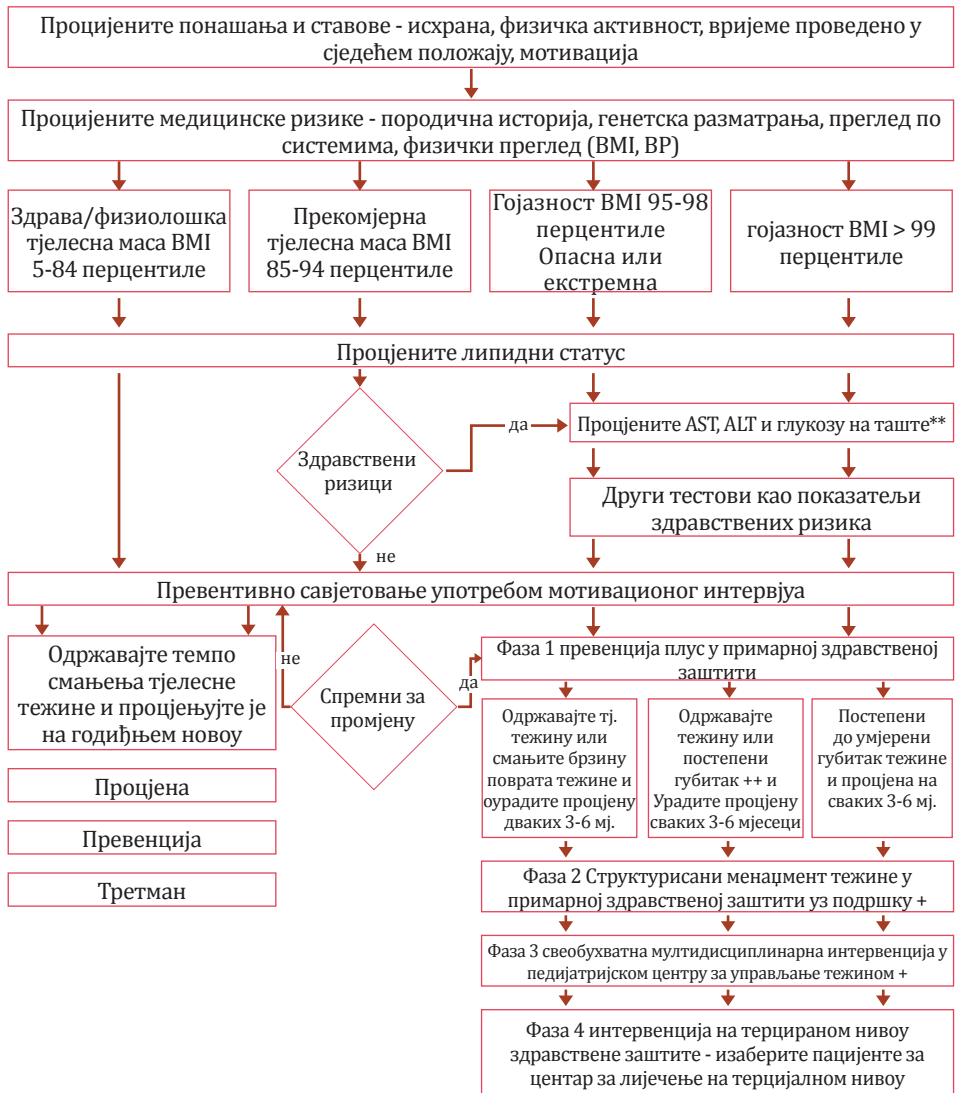 Процијените понашања и ставове - исхрана, физичка активност, вријеме проведено у
сједећем положају, мотивација
Процијените медицинске ризике - породична историја, генетска разматрања, преглед по
системима, физички преглед (BMI, BP)
Здрава/физиолошка
тјелесна маса BMI
5-84 перцентиле
Прекомјерна
тјелесна маса BMI
85-94 перцентиле
Гојазност BMI 95-98
перцентиле
Опасна или
екстремна
гојазност BMI > 99
перцентиле
Процјените липидни статус
Здравствени
ризици
да
Процјените AST, ALT и глукозу на таште**
Други тестови као показатељи
здравствених ризика
не
Превентивно савјетовање употребом мотивационог интервјуа
Одржавајте темпо
смањења тјелесне
тежине и процјењујте је
на годиђњем новоу
не
Спремни за
промјену
да
Фаза 1 превенција плус у примарној здравственој
заштити
Одржавајте тј.
тежину или
смањите брзину
поврата тежине и
оурадите процјену
дваких 3-6 мј.
Одржавајте
тежину или
постепени
губитак ++ и
Урадите процјену
сваких 3-6 мјесеци
Постепени
до умјерени
губитак тежине
и процјена на
сваких 3-6 мј.
Процјена
Превенција
Третман
Фаза 2 Структурисани менаџмент тежине у
примарној здравственој заштити уз подршку +
Фаза 3 свеобухватна мултидисциплинарна интервенција у
педијатријском центру за управљање тежином +
Фаза 4 интервенција на терцираном нивоу
здравствене заштите - изаберите пацијенте за
центар за лијечење на терцијалном нивоу